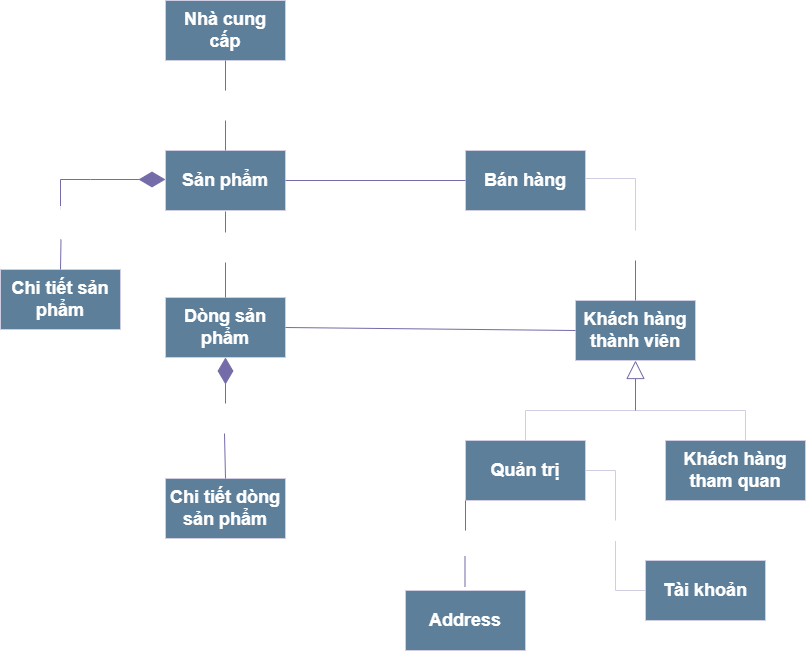 Nhà cung
cấp
Sản phẩm
Bán hàng
Chi tiết sản
phẩm
Dòng sản
phẩm
Khách hàng
thành viên
Quản trị
Khách hàng
tham quan
Chi tiết dòng
sản phẩm
Tài khoản
Address